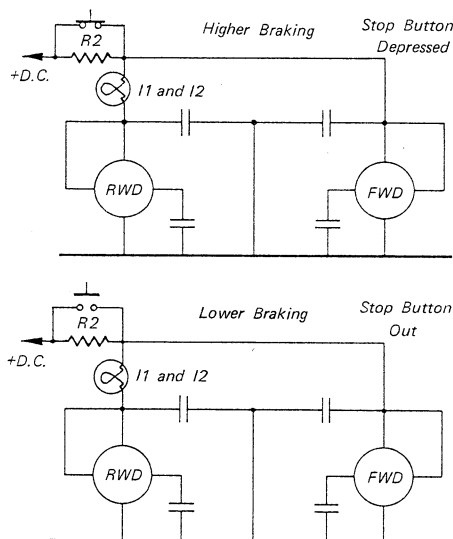 Higher Braking
Stop Button
Depressed
R2
+D.C.
I1 and I2
RWD
FWD
Lower Braking
Stop Button
Out
R2
+D.C.
I1 and I2
RWD
FWD